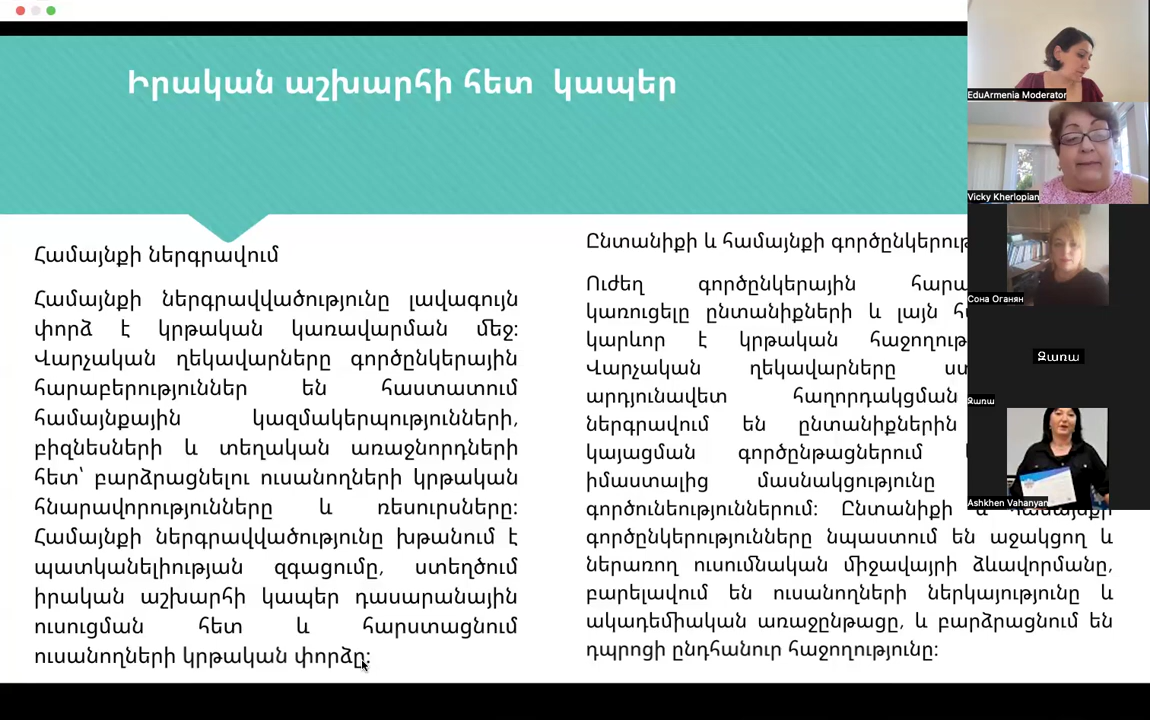 Իրական աշխարհի հետ կապեր
Համայնքի ներգրավում
Համայնքի ներգրավվածությունը լավագույն
փորձ է կրթական կառավարման մեջ:
Վարչական ղեկավարները գործընկերային
հարաբերություններ են հաստատում
համայնքային կազմակերպությունների,
բիզնեսների և տեղական առաջնորդների
հետ՝ բարձրացնելու ուսանողների կրթական
հնարավորությունները և ռեսուրսները:
Համայնքի ներգրավվածությունը խթանում է
պատկանելիության զգացումը, ստեղծում
իրական աշխարհի կապեր դասարանային
ուսուցման հետ և հարստացնում
ուսանողների կրթական փորձը:
Ընտանիքի և համայնքի
Ուժեղ գործընկերային
կառուցելը ընտանիքների և լայն
կարևոր է կրթական
Վարչական ղեկավարները
արդյունավետ հաղորդակցման
ներգրավում են ընտանիքներին
կայացման գործընթացներում
իմաստալից մասնակցությունը
գործունեություններում: Ընտանիքի և համայնքի
գործընկերությունները նպաստում են աջակցող և
ներառող ուսումնական միջավայրի ձևավորմանը,
բարելավում են ուսանողների ներկայությունը և
ակադեմիական առաջընթացը, և բարձրացնում են
դպրոցի ընդհանուր հաջողությունը:
EduArmenia Moderator
Vicky Kherlopian
Сона Оганян
Զառա
Զառա
Ashkhen Vahanyan